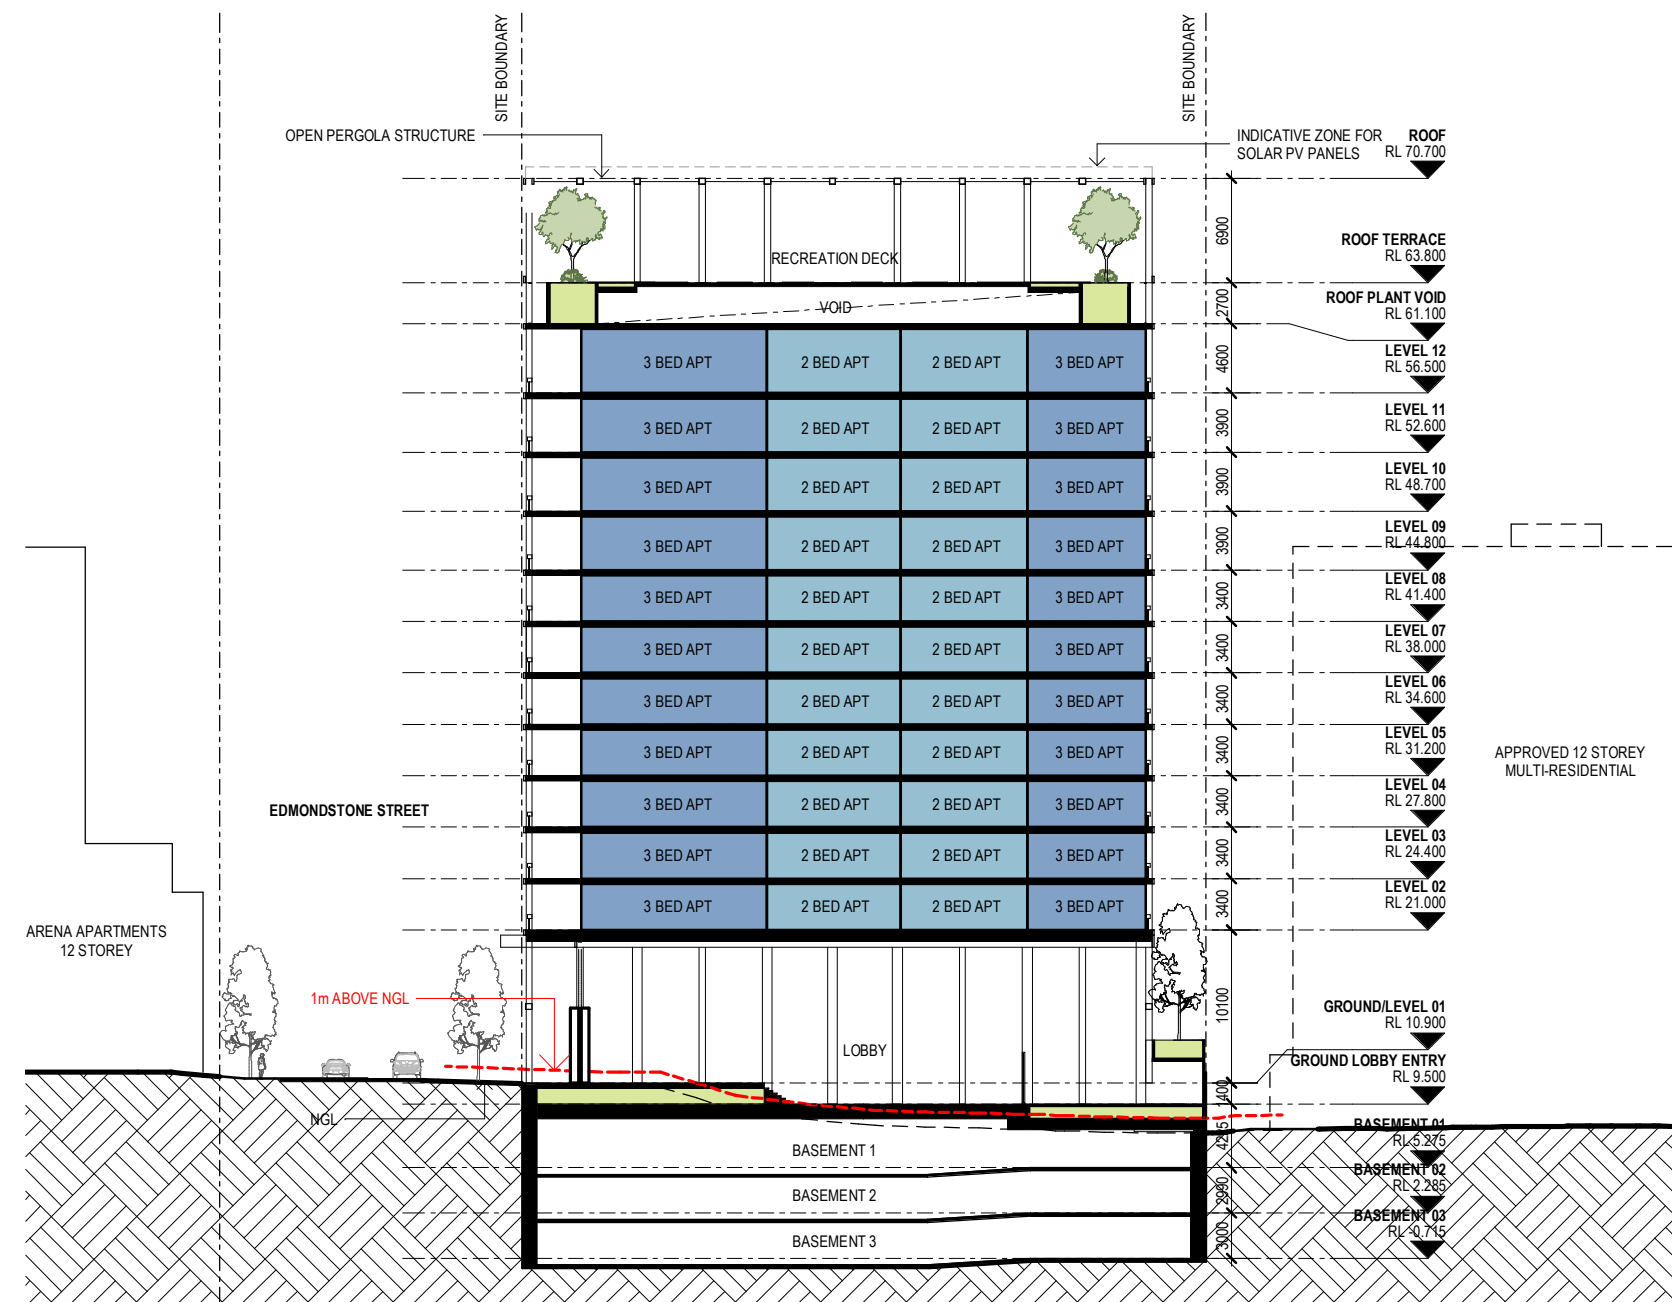 SITE BOUNDARY
SITE BOUNDARY
OPEN PERGOLA STRUCTURE
INDICATIVE ZONE FOR
SOLAR PV PANELS
ROOF
RL 70.700
6900
ROOF TERRACE
RL 63.800
RECREATION DECK
2700
ROOF PLANT VOID
RL 61.100
VOID
3 BED APT 2 BED APT 2 BED APT 3 BED APT
4600
LEVEL 12
RL 56.500
3 BED APT 2 BED APT 2 BED APT 3 BED APT
3900
LEVEL 11
RL 52.600
3 BED APT 2 BED APT 2 BED APT 3 BED APT
3900
LEVEL 10
RL 48.700
3 BED APT 2 BED APT 2 BED APT 3 BED APT
3900
LEVEL 09
RL 44.800
3 BED APT 2 BED APT 2 BED APT 3 BED APT
3400
LEVEL 08
RL 41.400
3 BED APT 2 BED APT 2 BED APT 3 BED APT
3400
LEVEL 07
RL 38.000
3 BED APT 2 BED APT 2 BED APT 3 BED APT
3400
LEVEL 06
RL 34.600
3 BED APT 2 BED APT 2 BED APT 3 BED APT
3400
LEVEL 05
RL 31.200
3 BED APT 2 BED APT 2 BED APT 3 BED APT
3400
LEVEL 04
RL 27.800
3 BED APT 2 BED APT 2 BED APT 3 BED APT
3400
LEVEL 03
RL 24.400
3 BED APT 2 BED APT 2 BED APT 3 BED APT
3400
LEVEL 02
RL 21.000
APPROVED 12 STOREY
MULTI-RESIDENTIAL
EDMONDSTONE STREET
ARENA APARTMENTS
12 STOREY
1m ABOVE NGL
10100
GROUND/LEVEL 01
RL 10.900
LOBBY
GROUND LOBBY ENTRY
RL 9.500
1400
NGL
4225
BASEMENT 01
RL 5.275
BASEMENT 1
2990
BASEMENT 02
RL 2.285
BASEMENT 2
3000
BASEMENT 03
RL -0.715
BASEMENT 3